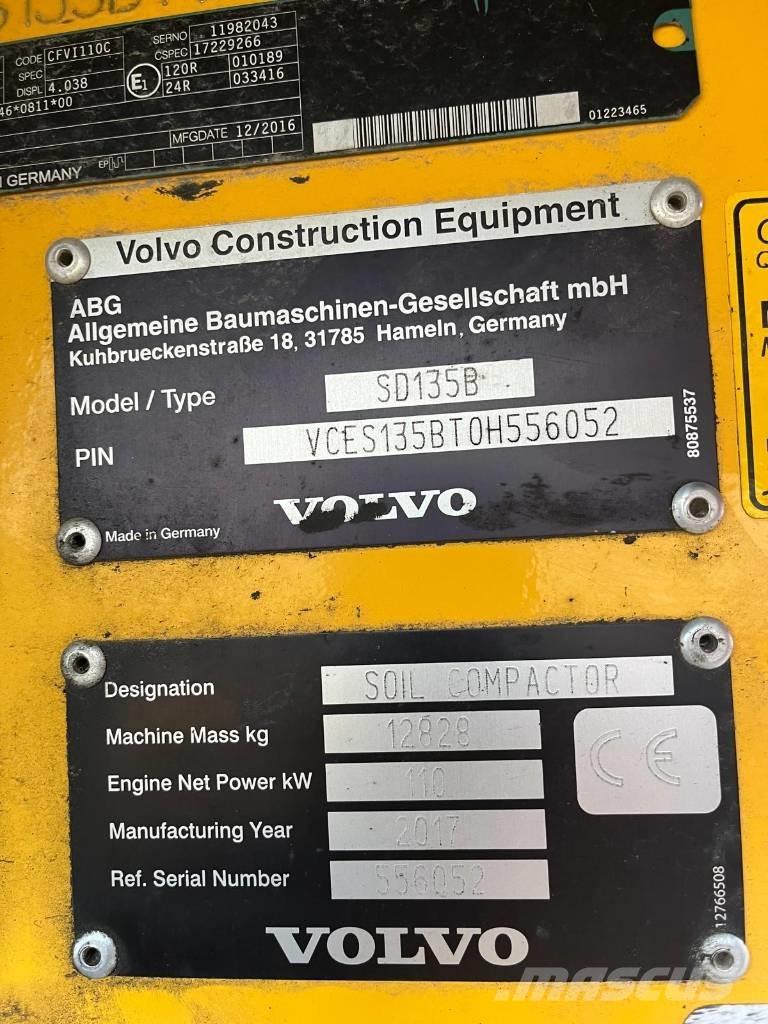 CODE CFVI110C SERNO 11982043
SPEC CSPEC 17229266
DISPL 4.038 E1 120R 010189
46*0811*00 24R 033416
MFGDATE 12/2016
01223465
GERMANY EP
Volvo Construction Equipment
ABG
Allgemeine Baumaschinen-Gesellschaft mbH
Kuhbrueckenstraße 18, 31785 Hameln, Germany
Model / Type SD135B
PIN VCES135BT0H556052
80875537
VOLVO
Made in Germany
Designation SOIL COMPACTOR
Machine Mass kg 12828
CE
Engine Net Power kW 110
Manufacturing Year 2017
Ref. Serial Number 556052
12766508
VOLVO
mascus